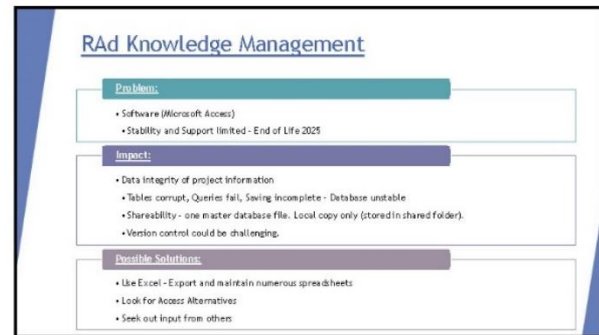 RAd Knowledge Management
Problem:
• Software (Microsoft Access)
• Stability and Support limited - End of Life 2025
Impact:
• Data integrity of project information
• Tables corrupt, Queries fail, Saving incomplete - Database unstable
• Shareability - one master database file. Local copy only (stored in shared folder).
• Version control could be challenging.
Possible Solutions:
• Use Excel - Export and maintain numerous spreadsheets
• Look for Access Alternatives
• Seek out input from others